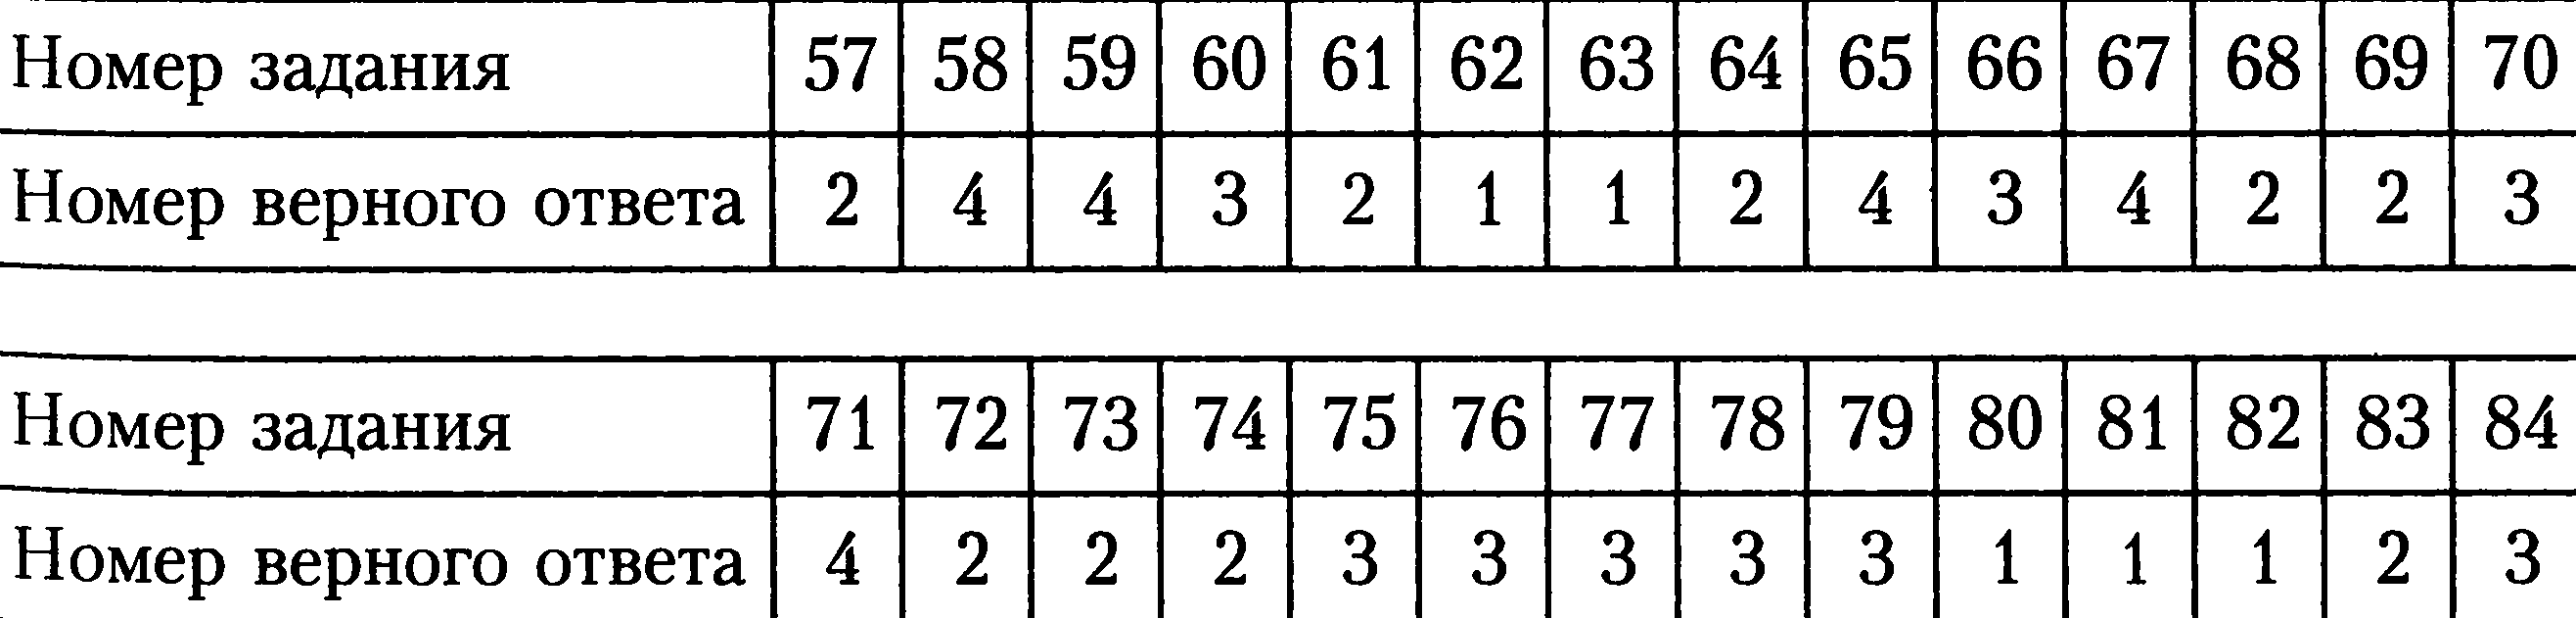 Номер задания 57 58 59 60 61 62 63 64 65 66 67 68 69 70
Номер верного ответа 2 4 4 3 2 1 1 2 4 3 4 2 2 3
Номер задания 71 72 73 74 75 76 77 78 79 80 81 82 83 84
Номер верного ответа 4 2 2 2 3 3 3 3 3 1 1 1 2 3